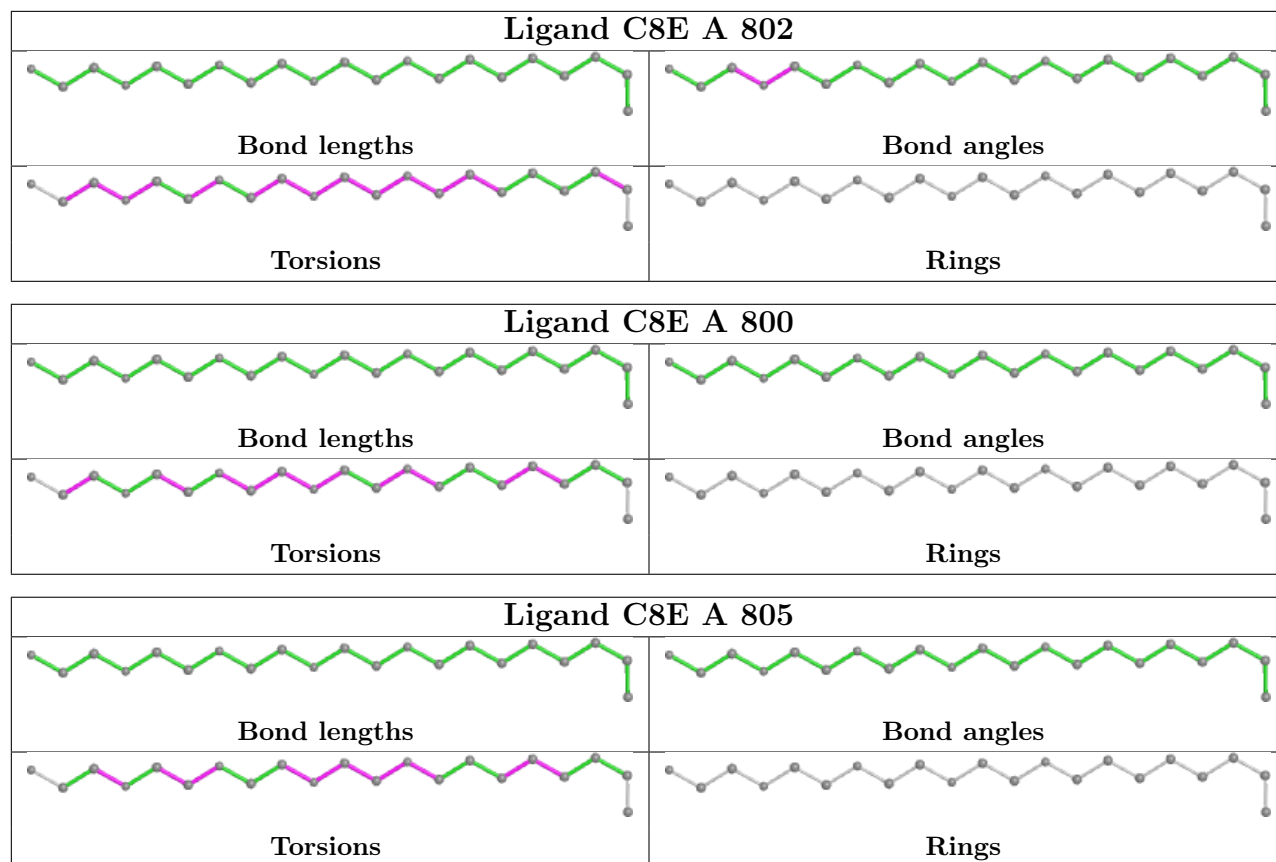 Ligand C8E A 802
Bond lengths
Bond angles
Torsions
Rings
Ligand C8E A 800
Bond lengths
Bond angles
Torsions
Rings
Ligand C8E A 805
Bond lengths
Bond angles
Torsions
Rings